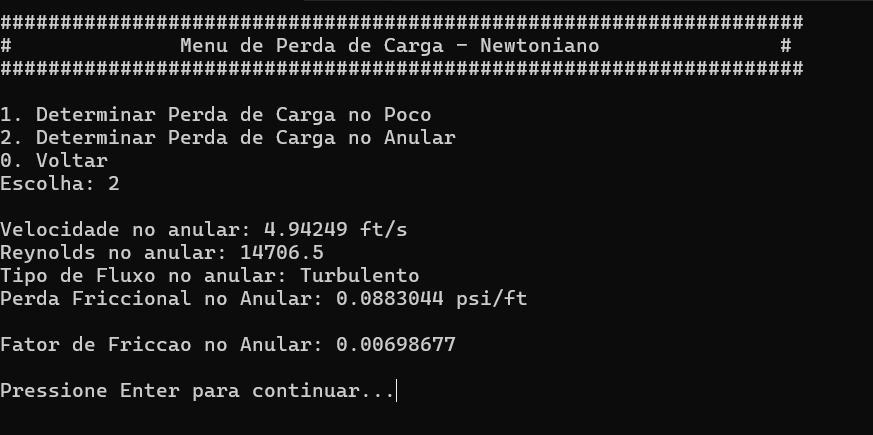 ###################################################################
#              Menu de Perda de Carga - Newtoniano               #
###################################################################
1. Determinar Perda de Carga no Poco
2. Determinar Perda de Carga no Anular
0. Voltar
Escolha: 2
Velocidade no anular: 4.94249 ft/s
Reynolds no anular: 14706.5
Tipo de Fluxo no anular: Turbulento
Perda Friccional no Anular: 0.0883044 psi/ft
Fator de Friccao no Anular: 0.00698677
Pressione Enter para continuar...